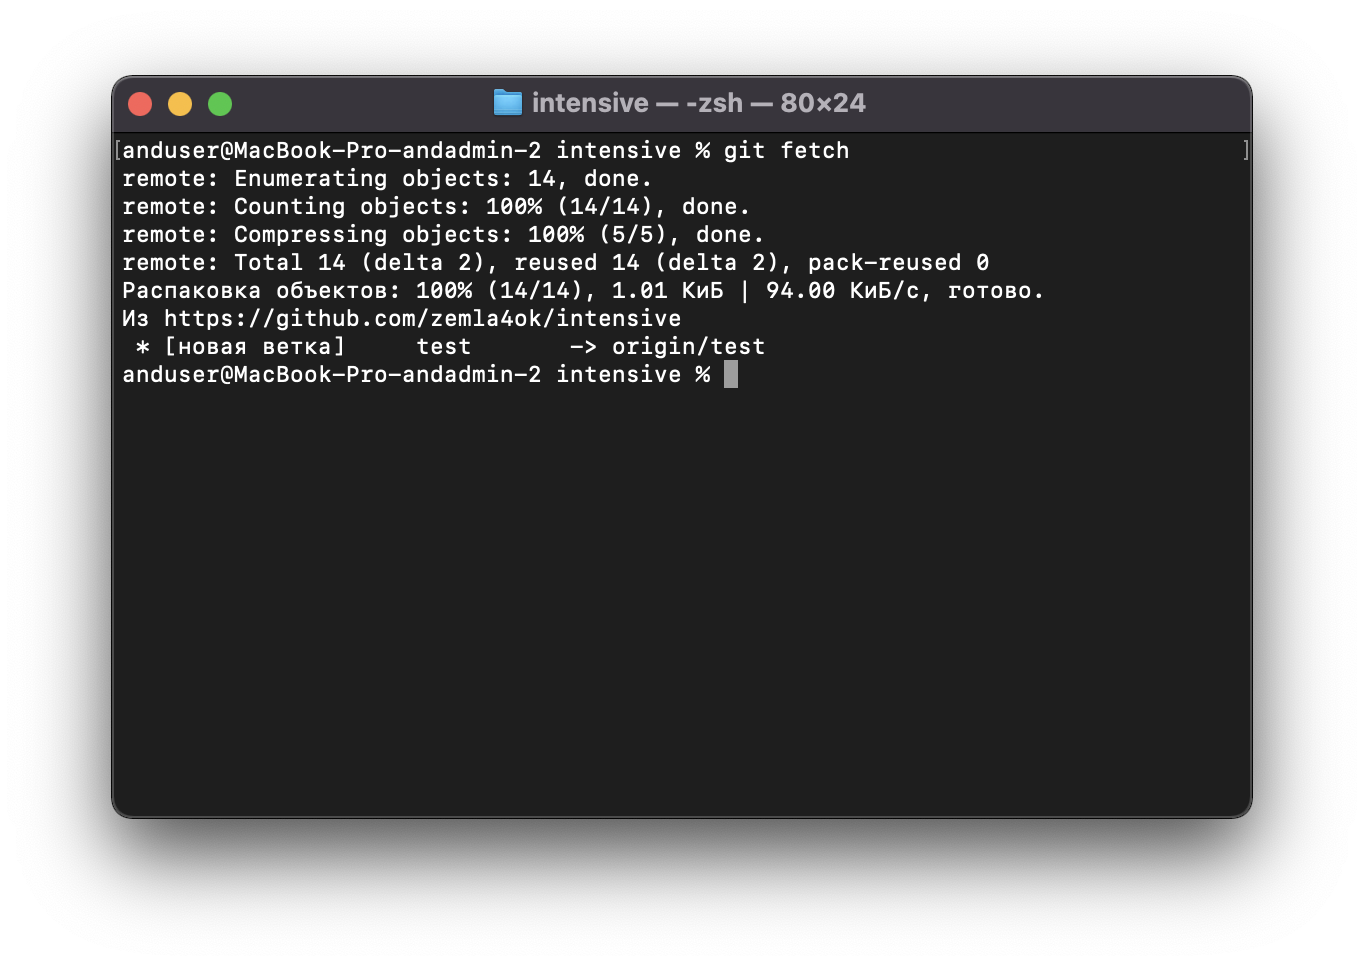 intensive — -zsh — 80×24
[anduser@MacBook-Pro-andadmin-2 intensive % git fetch ]
remote: Enumerating objects: 14, done.
remote: Counting objects: 100% (14/14), done.
remote: Compressing objects: 100% (5/5), done.
remote: Total 14 (delta 2), reused 14 (delta 2), pack-reused 0
Распаковка объектов: 100% (14/14), 1.01 КиБ | 94.00 КиБ/с, готово.
Из https://github.com/zemla4ok/intensive
 * [новая ветка]     test       -> origin/test
anduser@MacBook-Pro-andadmin-2 intensive %